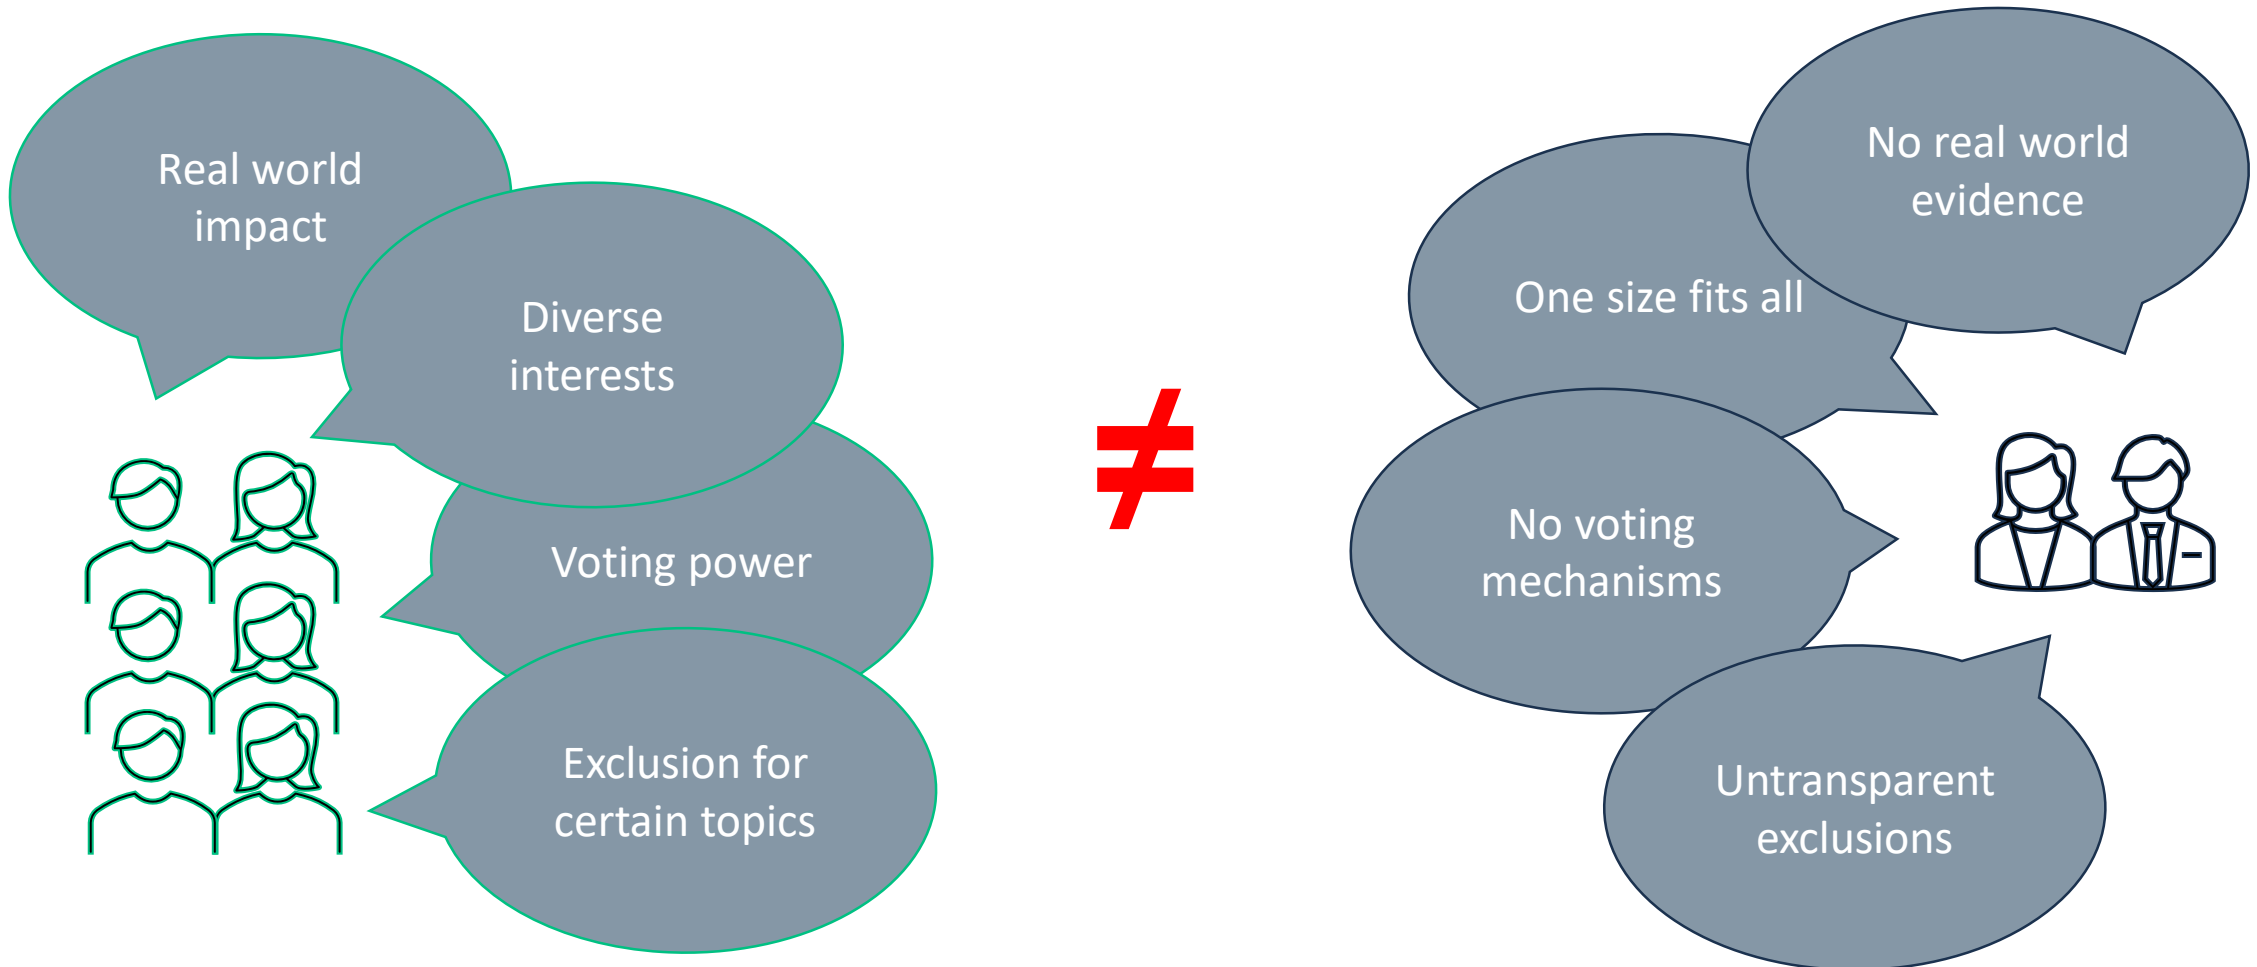 Real world
impact
Diverse
interests
Voting power
Exclusion for
certain topics
≠
No real world
evidence
One size fits all
No voting
mechanisms
Untransparent
exclusions